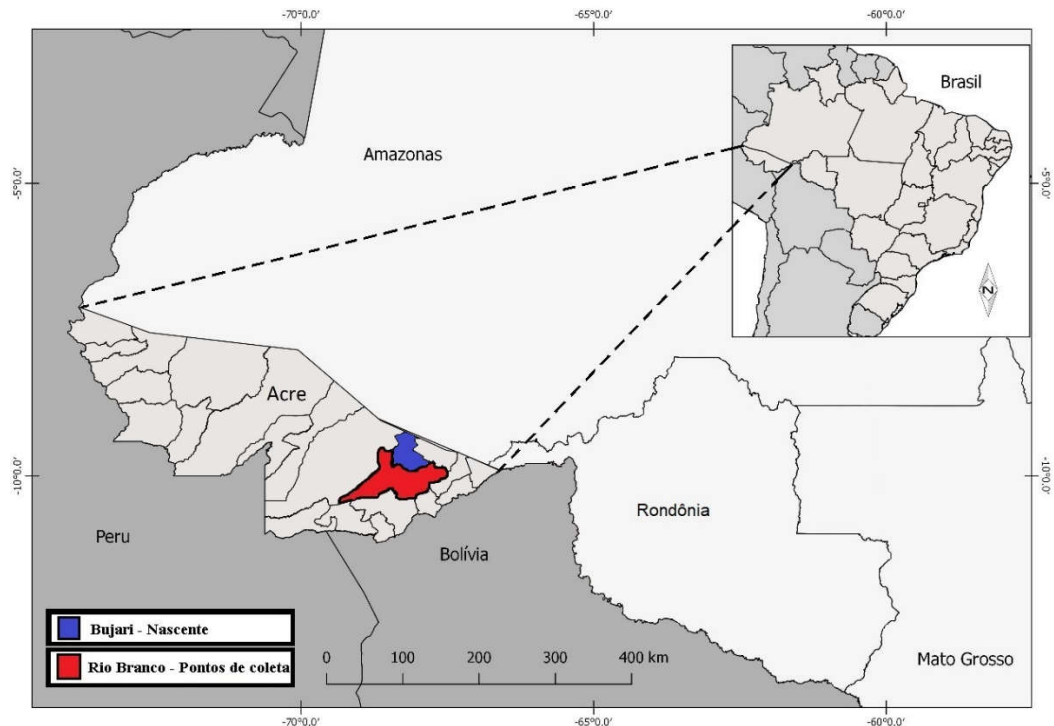 -70°0.0'
-65°0.0'
-60°0.0'
Brasil
Amazonas
-5°0.0'
-5°0.0'
Z
Acre
-10°0.0'
-10°0.0'
Rondônia
Peru
Bolívia
Bujari - Nascente
Rio Branco - Pontos de coleta
0 100 200 300 400 km
Mato Grosso
-70°0.0'
-65°0.0'
-60°0.0'